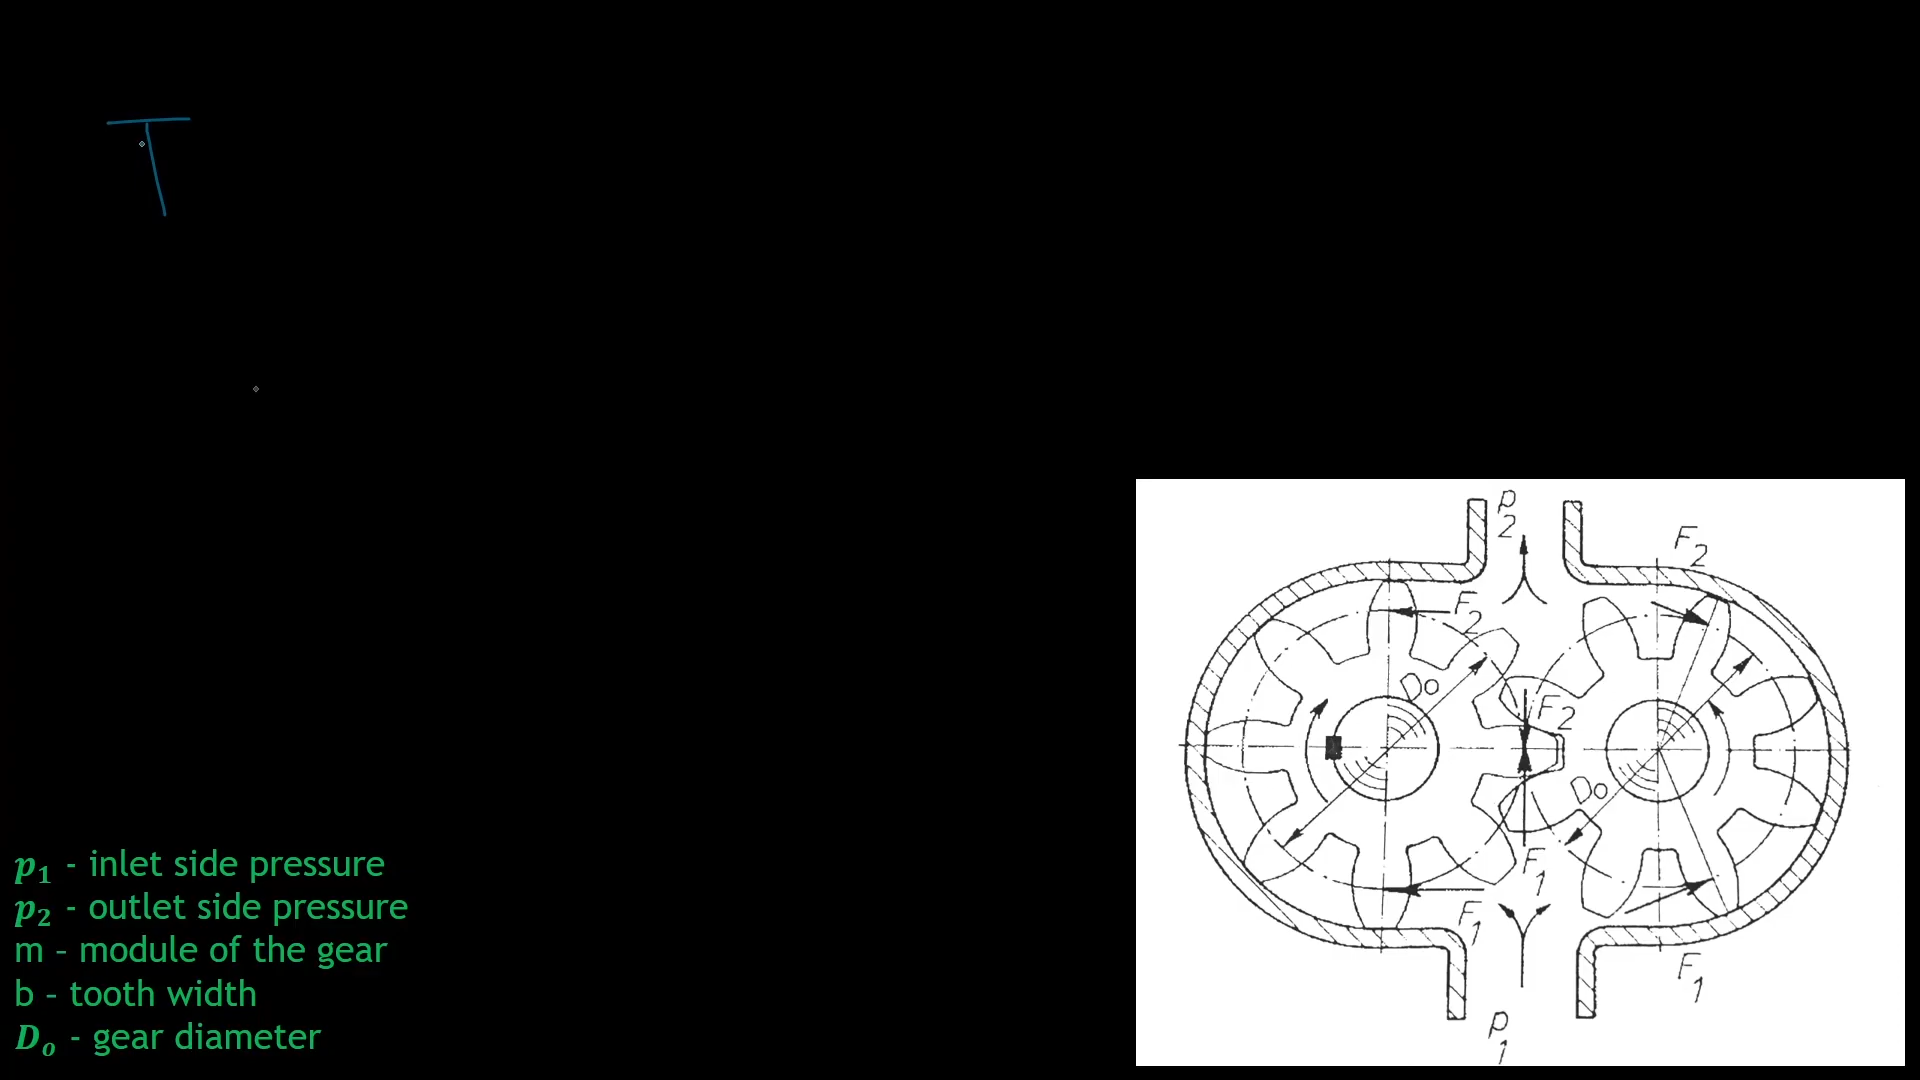 T
p₁ - inlet side pressure
p₂ - outlet side pressure
m – module of the gear
b – tooth width
Dₒ - gear diameter
p₂
F₂
F₂
Do
F₂
Do
F₁
F₁
F₁
p₁